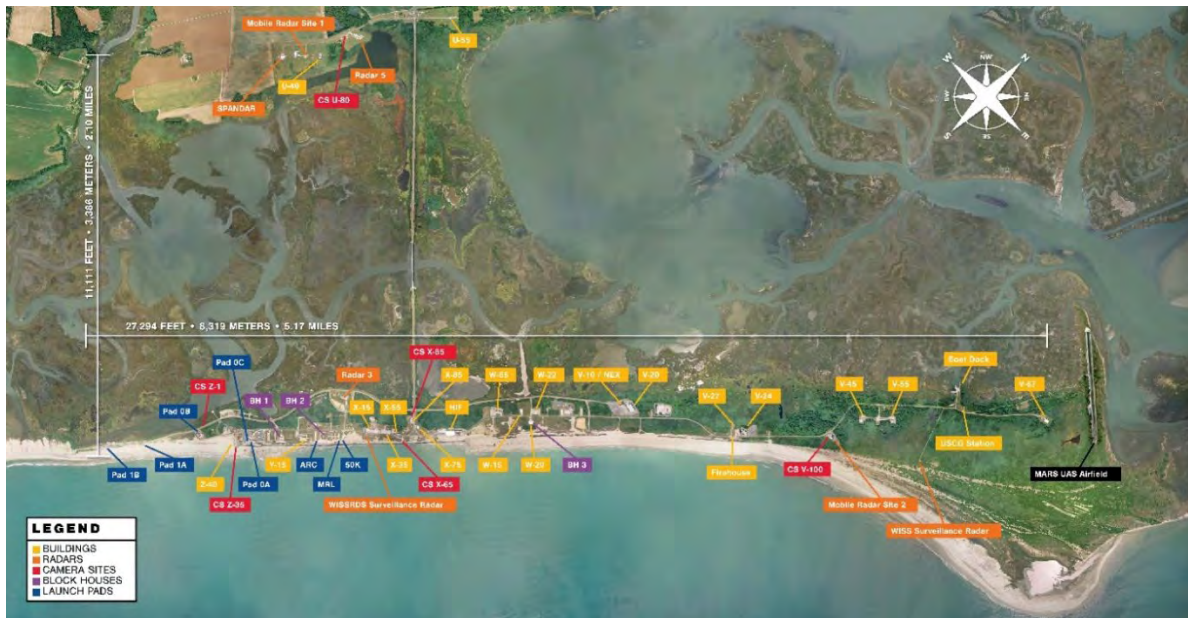 Mobile Radar Site 1
U-55
Radar 5
SPANDAR
CS U-80
W
NW
N
SW
NE
S
SE
E
11,111 FEET • 3,386 METERS • 2.10 MILES
27,294 FEET • 8,319 METERS • 5.17 MILES
CS X-55
Pad 0C
CS Z-1
Radar 3
W-22
V-10 / NEX
V-20
Boat Dock
Pad 0B
BH 1
BH 2
X-15
HIF
V-45
V-55
V-67
V-27
V-24
USCG Station
Pad 1B
Pad 1A
Y-15
ARC
50K
X-35
X-75
W-15
W-20
BH 3
Firehouse
CS V-100
MARS UAS Airfield
Pad 0A
MRL
CS X-65
CS Z-35
WISSRDS Surveillance Radar
Mobile Radar Site 2
WISS Surveillance Radar
LEGEND
BUILDINGS
RADARS
CAMERA SITES
BLOCK HOUSES
LAUNCH PADS